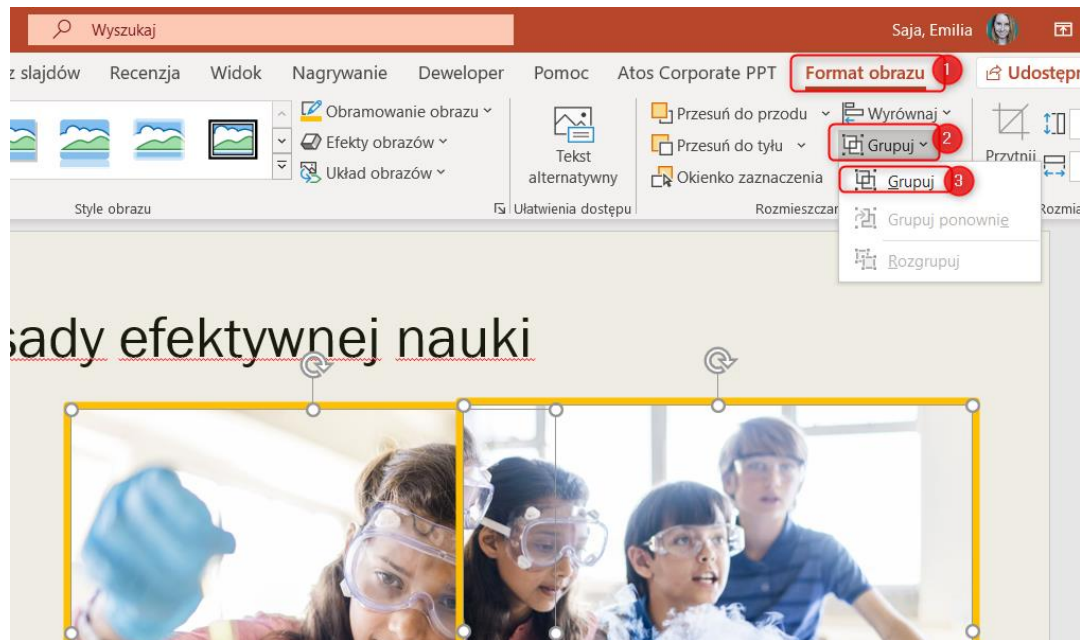 Wyszukaj
Saja, Emilia
z slajdów Recenzja Widok Nagrywanie Deweloper Pomoc Atos Corporate PPT Format obrazu 1 Udostępn
Obramowanie obrazu
Efekty obrazów
Układ obrazów
Style obrazu
Tekst
alternatywny
Ułatwienia dostępu
Przesuń do przodu
Przesuń do tyłu
Okienko zaznaczenia
Wyrównaj
Grupuj 2
Grupuj 3
Grupuj ponownie
Rozgrupuj
Przytnij
sady efektywnej nauki